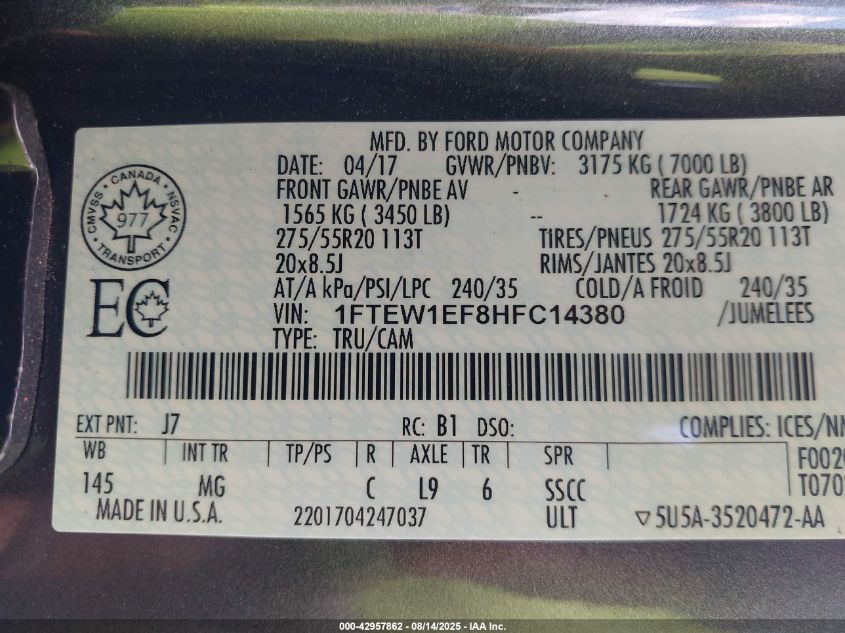 MFD. BY FORD MOTOR COMPANY
DATE: 04/17 GVWR/PNBV: 3175 KG ( 7000 LB)
FRONT GAWR/PNBE AV - REAR GAWR/PNBE AR
1565 KG ( 3450 LB) -- 1724 KG ( 3800 LB)
275/55R20 113T TIRES/PNEUS 275/55R20 113T
20x8.5J RIMS/JANTES 20x8.5J
AT/A kPa/PSI/LPC 240/35 COLD/A FROID 240/35
VIN: 1FTEW1EF8HFC14380 /JUMELEES
TYPE: TRU/CAM
CANADA
CMVSS 977 NSVAC
TRANSPORT
EC
EXT PNT: J7 RC: B1 DSO: COMPLIES: ICES/NM
WB INT TR TP/PS R AXLE TR SPR F002
145 MG C L9 6 SSCC T070
MADE IN U.S.A. 2201704247037 ULT 5U5A-3520472-AA
000-42957862 - 08/14/2025 - IAA Inc.